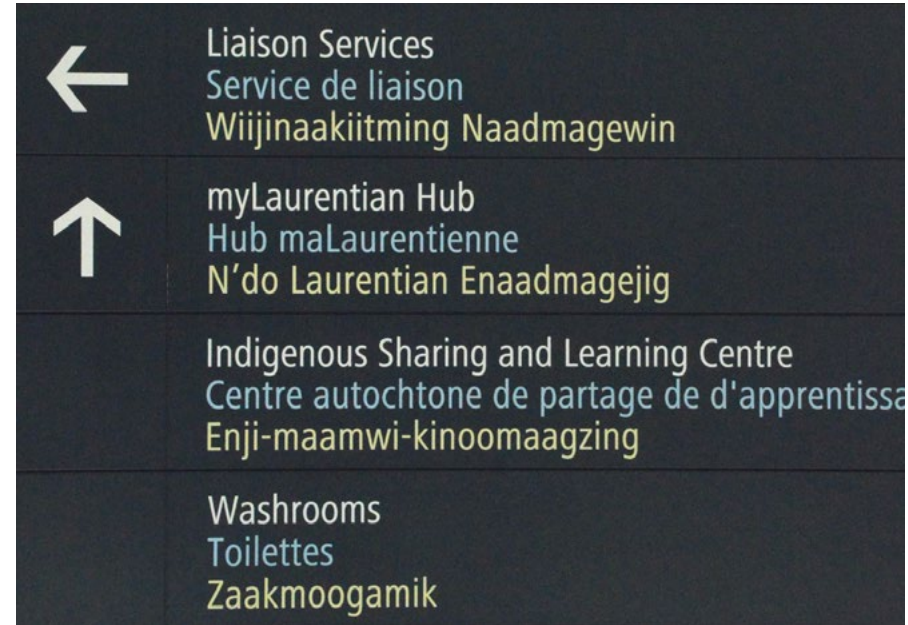 Liaison Services
Service de liaison
Wiijinaakiitming Naadmagewin
myLaurentian Hub
Hub maLaurentienne
N'do Laurentian Enaadmagejig
Indigenous Sharing and Learning Centre
Centre autochtone de partage de d'apprentissa
Enji-maamwi-kinoomaagzing
Washrooms
Toilettes
Zaakmoogamik